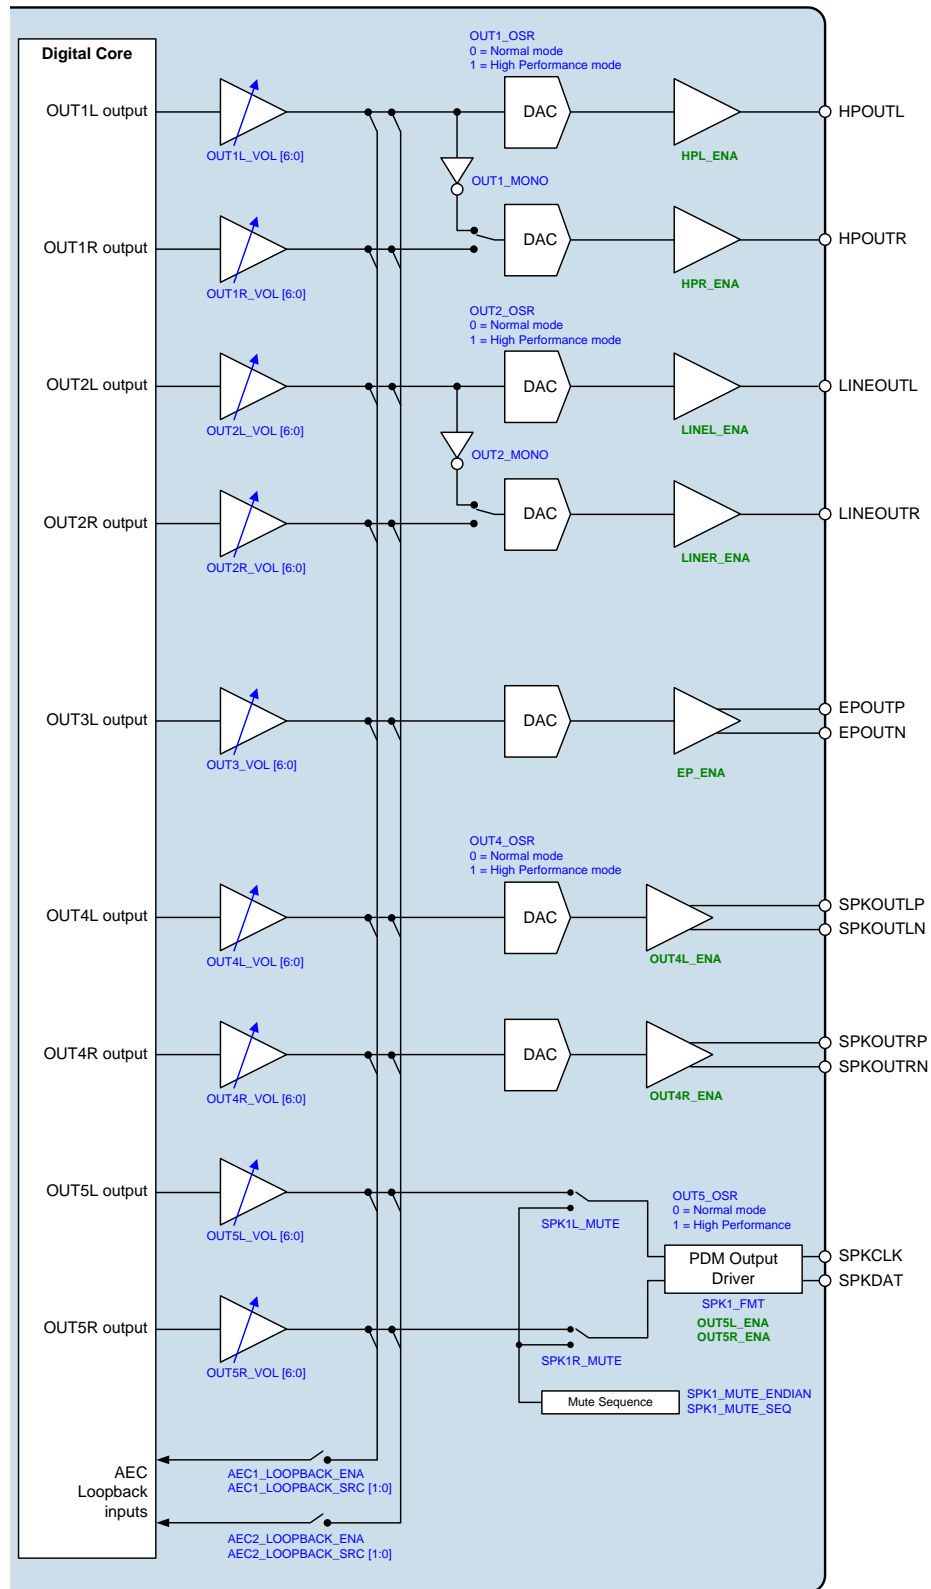 Digital Core
OUT1_OSR
0 = Normal mode
1 = High Performance mode
OUT1L output
DAC
HPOUTL
OUT1L_VOL [6:0]
HPL_ENA
OUT1_MONO
OUT1R output
DAC
HPOUTR
OUT1R_VOL [6:0]
HPR_ENA
OUT2_OSR
0 = Normal mode
1 = High Performance mode
OUT2L output
DAC
LINEOUTL
OUT2L_VOL [6:0]
LINEL_ENA
OUT2_MONO
OUT2R output
DAC
LINEOUTR
OUT2R_VOL [6:0]
LINER_ENA
OUT3L output
DAC
EPOUTP
EPOUTN
OUT3_VOL [6:0]
EP_ENA
OUT4_OSR
0 = Normal mode
1 = High Performance mode
OUT4L output
DAC
SPKOUTLP
SPKOUTLN
OUT4L_VOL [6:0]
OUT4L_ENA
OUT4R output
DAC
SPKOUTRP
SPKOUTRN
OUT4R_VOL [6:0]
OUT4R_ENA
OUT5L output
OUT5_OSR
0 = Normal mode
1 = High Performance
OUT5L_VOL [6:0]
SPK1L_MUTE
PDM Output
Driver
SPKCLK
SPKDAT
SPK1_FMT
OUT5L_ENA
OUT5R_ENA
OUT5R output
OUT5R_VOL [6:0]
SPK1R_MUTE
Mute Sequence
SPK1_MUTE_ENDIAN
SPK1_MUTE_SEQ
AEC
Loopback
inputs
AEC1_LOOPBACK_ENA
AEC1_LOOPBACK_SRC [1:0]
AEC2_LOOPBACK_ENA
AEC2_LOOPBACK_SRC [1:0]